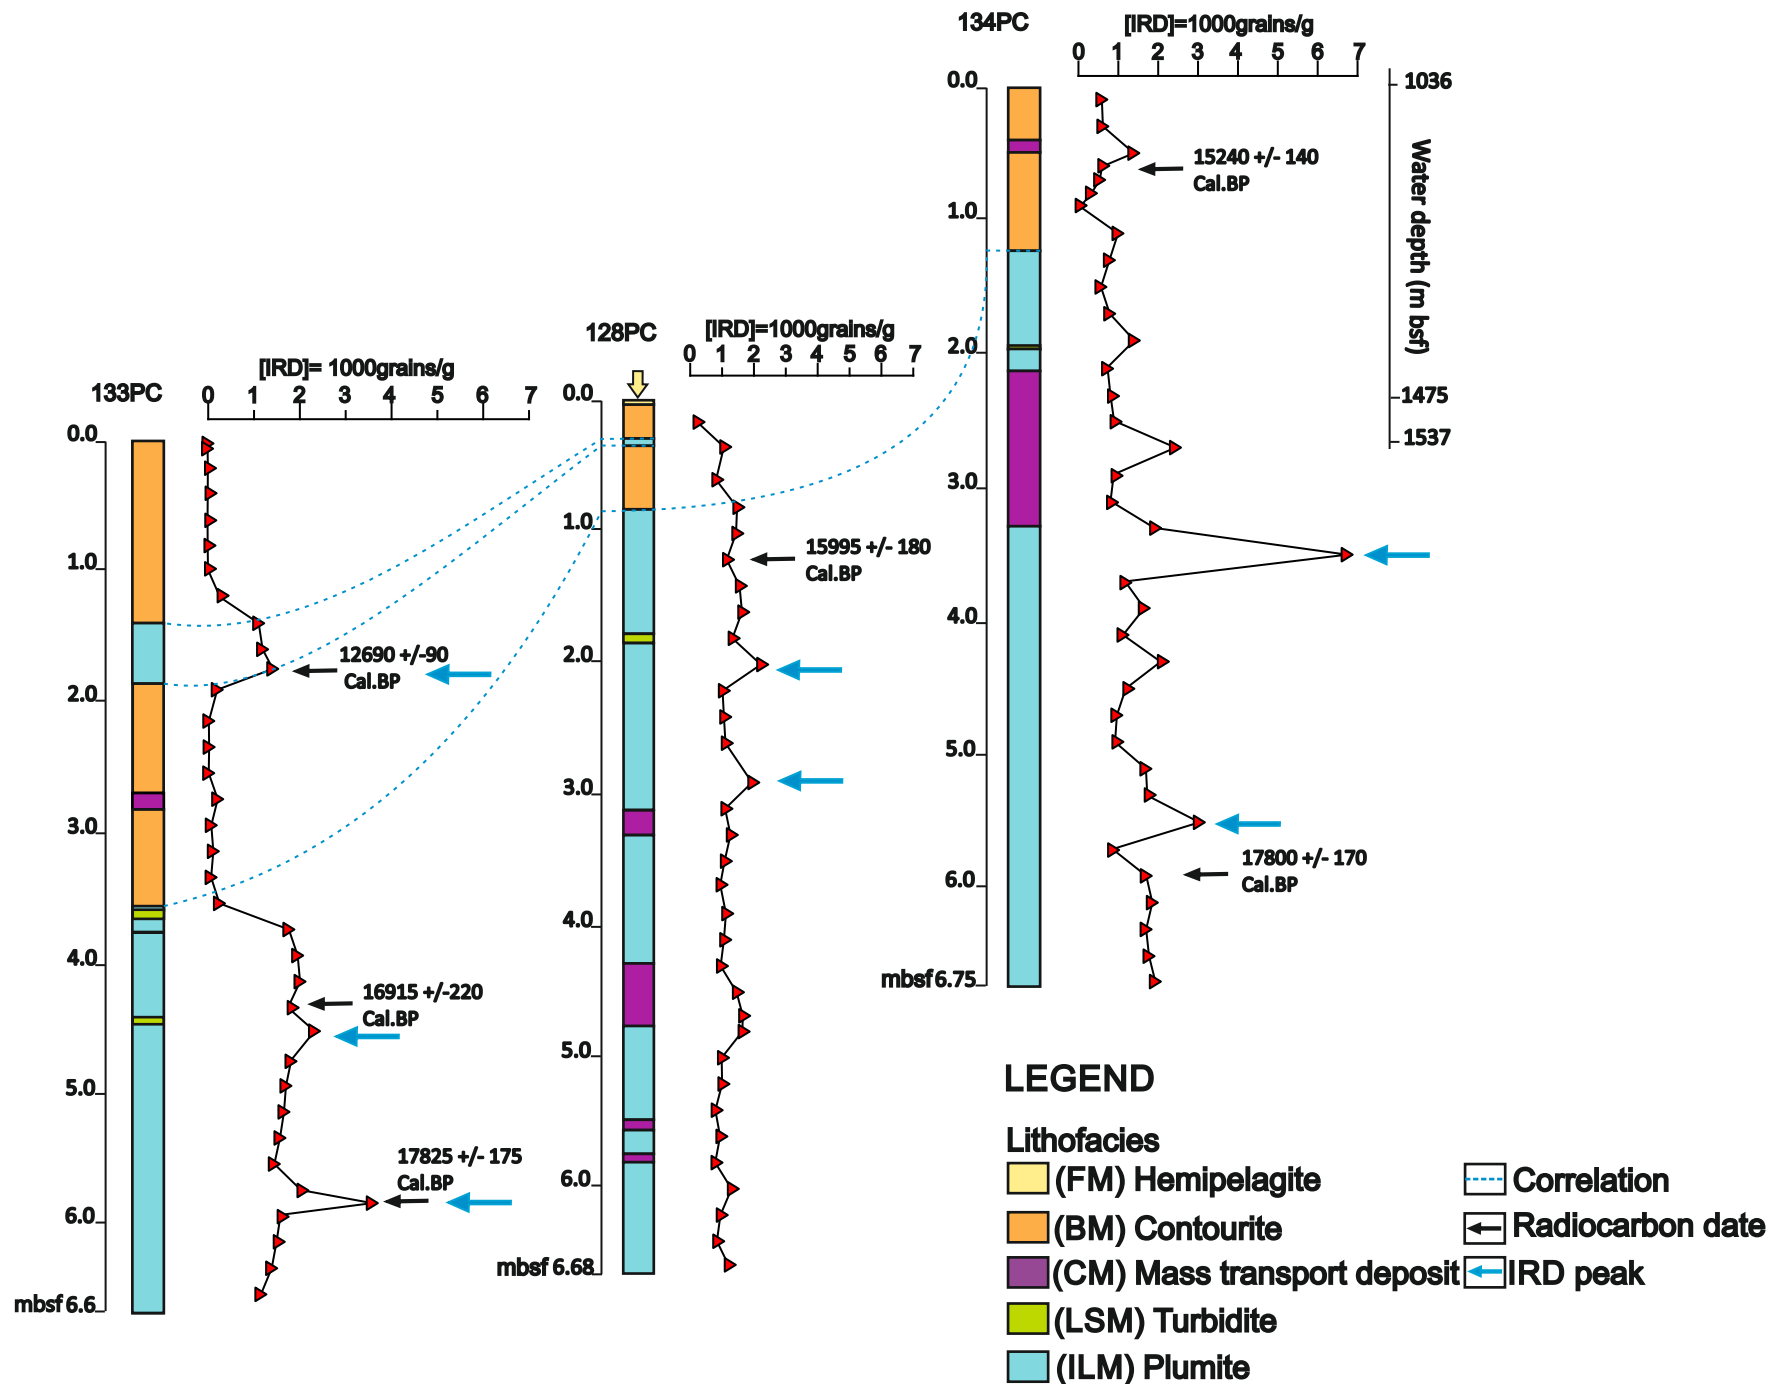 134PC
[IRD]=1000grains/g
0 1 2 3 4 5 6 7
0.0
1.0
2.0
3.0
4.0
5.0
6.0
mbsf 6.75
15240 +/- 140
Cal.BP
17800 +/- 170
Cal.BP
1036
1475
1537
Water depth (m bsf)
128PC
[IRD]=1000grains/g
0 1 2 3 4 5 6 7
0.0
1.0
2.0
3.0
4.0
5.0
6.0
mbsf 6.68
15995 +/- 180
Cal.BP
133PC
[IRD]= 1000grains/g
0 1 2 3 4 5 6 7
0.0
1.0
2.0
3.0
4.0
5.0
6.0
mbsf 6.6
12690 +/-90
Cal.BP
16915 +/-220
Cal.BP
17825 +/- 175
Cal.BP
LEGEND
Lithofacies
(FM) Hemipelagite
(BM) Contourite
(CM) Mass transport deposit
(LSM) Turbidite
(ILM) Plumite
Correlation
Radiocarbon date
IRD peak